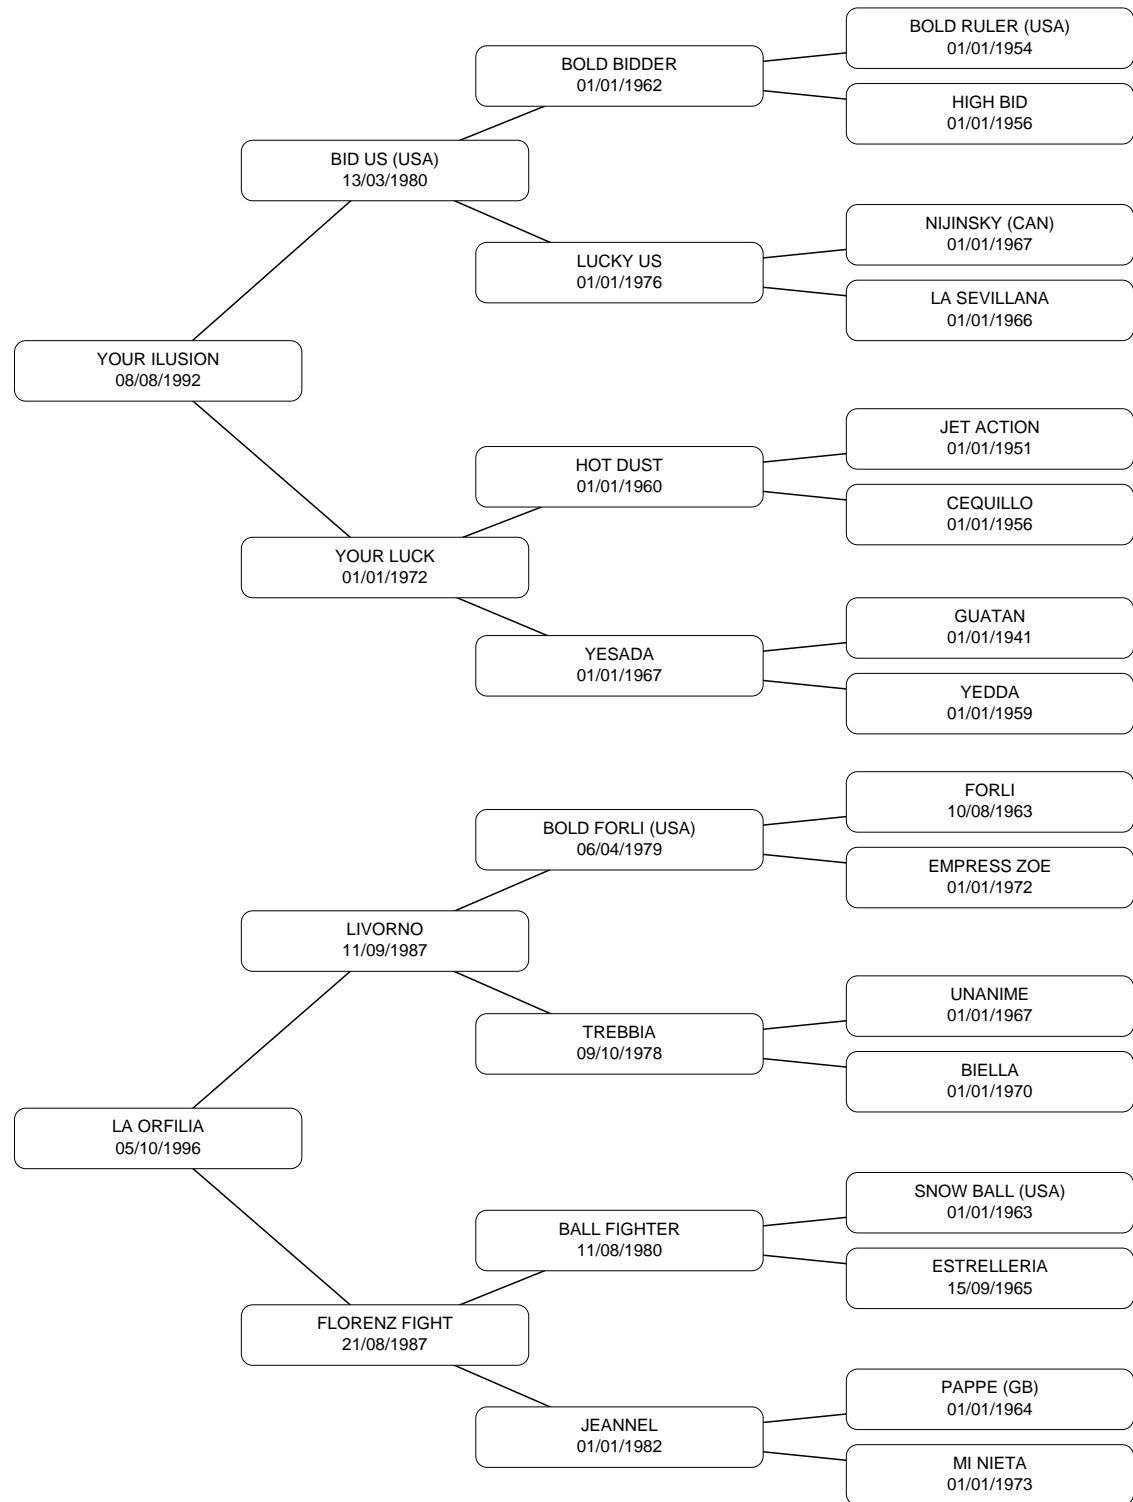 BOLD RULER (USA)
01/01/1954
BOLD BIDDER
01/01/1962
HIGH BID
01/01/1956
BID US (USA)
13/03/1980
NIJINSKY (CAN)
01/01/1967
LUCKY US
01/01/1976
LA SEVILLANA
01/01/1966
YOUR ILUSION
08/08/1992
JET ACTION
01/01/1951
HOT DUST
01/01/1960
CEQUILLO
01/01/1956
YOUR LUCK
01/01/1972
GUATAN
01/01/1941
YESADA
01/01/1967
YEDDA
01/01/1959
FORLI
10/08/1963
BOLD FORLI (USA)
06/04/1979
EMPRESS ZOE
01/01/1972
LIVORNO
11/09/1987
UNANIME
01/01/1967
TREBBIA
09/10/1978
BIELLA
01/01/1970
LA ORFILIA
05/10/1996
SNOW BALL (USA)
01/01/1963
BALL FIGHTER
11/08/1980
ESTRELLERIA
15/09/1965
FLORENZ FIGHT
21/08/1987
PAPPE (GB)
01/01/1964
JEANNEL
01/01/1982
MI NIETA
01/01/1973